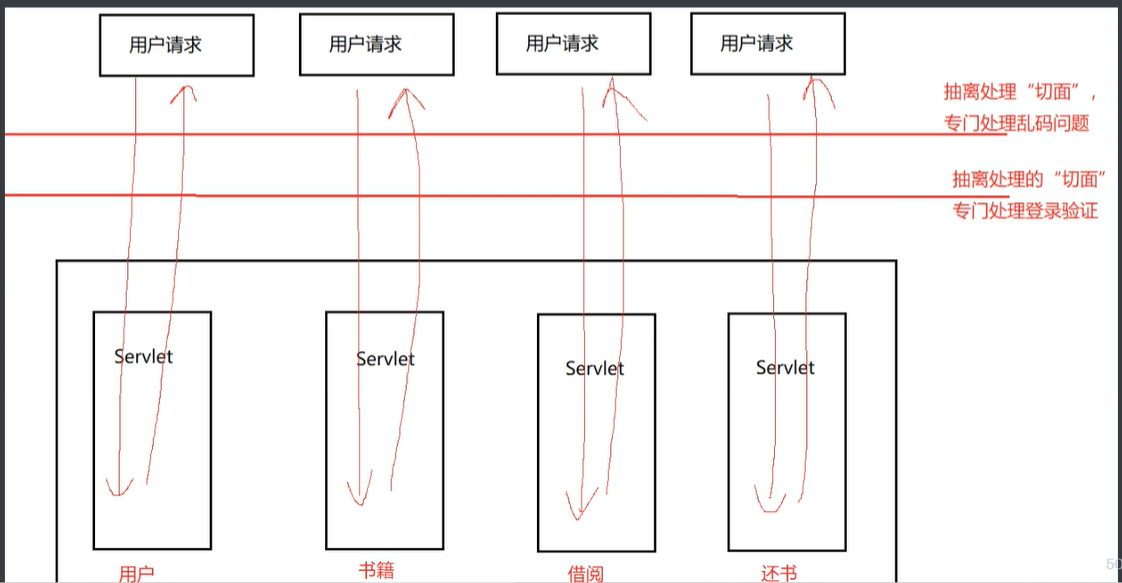 用户请求
用户请求
用户请求
用户请求
抽离处理“切面”，
专门处理乱码问题
抽离处理的“切面”
专门处理登录验证
Servlet
Servlet
Servlet
Servlet
用户
书籍
借阅
还书
50